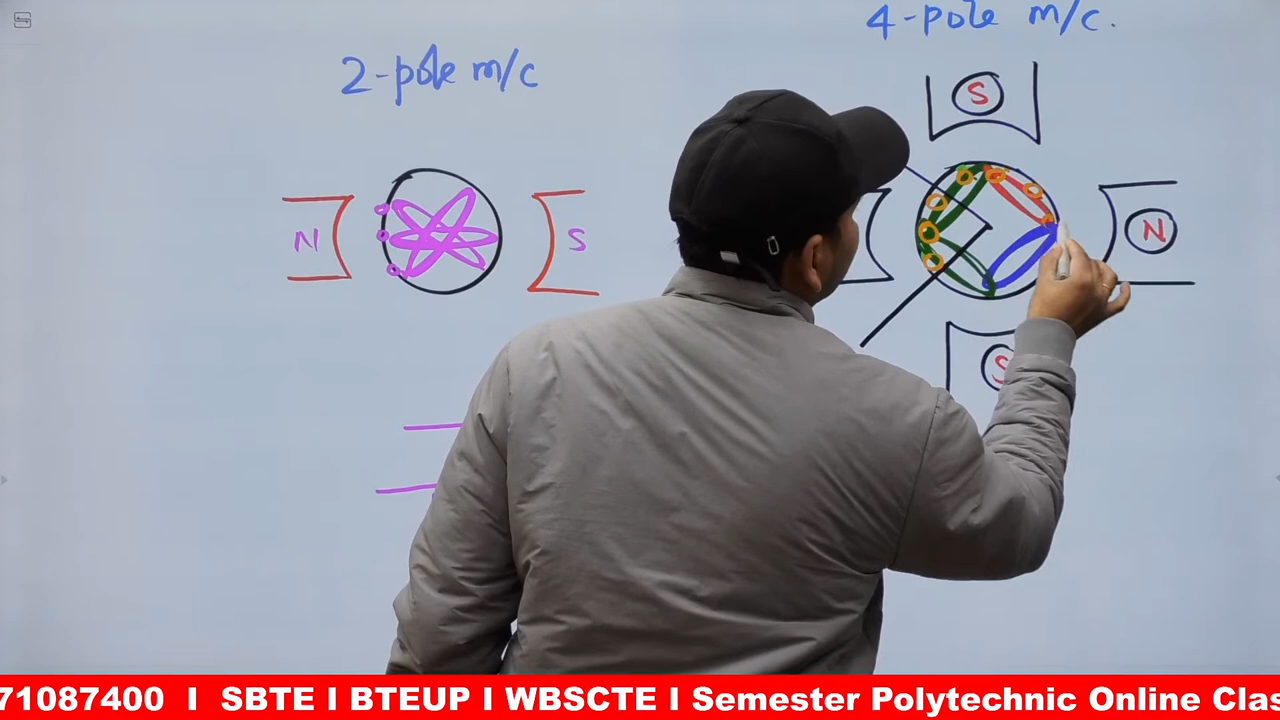 4-pole m/c.
2-pole m/c
S
N
S
N
S
71087400 I SBTE I BTEUP I WBSCTE I Semester Polytechnic Online Clas